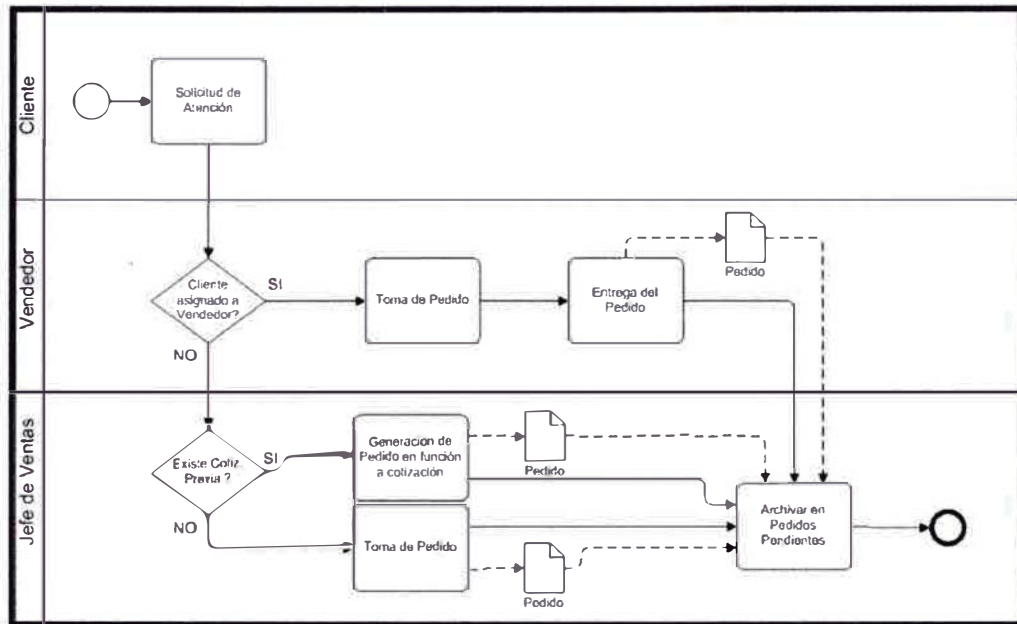 Cliente
Solicitud de
Atención
Vendedor
Cliente
asignado a
Vendedor?
SI
NO
Toma de Pedido
Entrega del
Pedido
Pedido
Jefe de Ventas
Existe Cotiz.
Previa ?
SI
NO
Generación de
Pedido en función
a cotización
Pedido
Toma de Pedido
Pedido
Archivar en
Pedidos
Pendientes